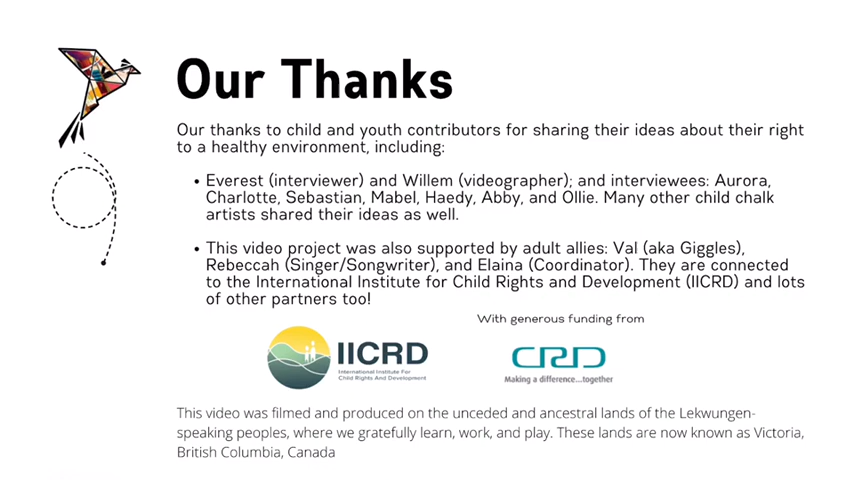 Our Thanks
Our thanks to child and youth contributors for sharing their ideas about their right
to a healthy environment, including:
• Everest (interviewer) and Willem (videographer); and interviewees: Aurora,
Charlotte, Sebastian, Mabel, Haedy, Abby, and Ollie. Many other child chalk
artists shared their ideas as well.
• This video project was also supported by adult allies: Val (aka Giggles),
Rebeccah (Singer/Songwriter), and Elaina (Coordinator). They are connected
to the International Institute for Child Rights and Development (IICRD) and lots
of other partners too!
With generous funding from
IICRD
International Institute For
Child Rights And Development
CRD
Making a difference...together
This video was filmed and produced on the unceded and ancestral lands of the Lekwungen-
speaking peoples, where we gratefully learn, work, and play. These lands are now known as Victoria,
British Columbia, Canada